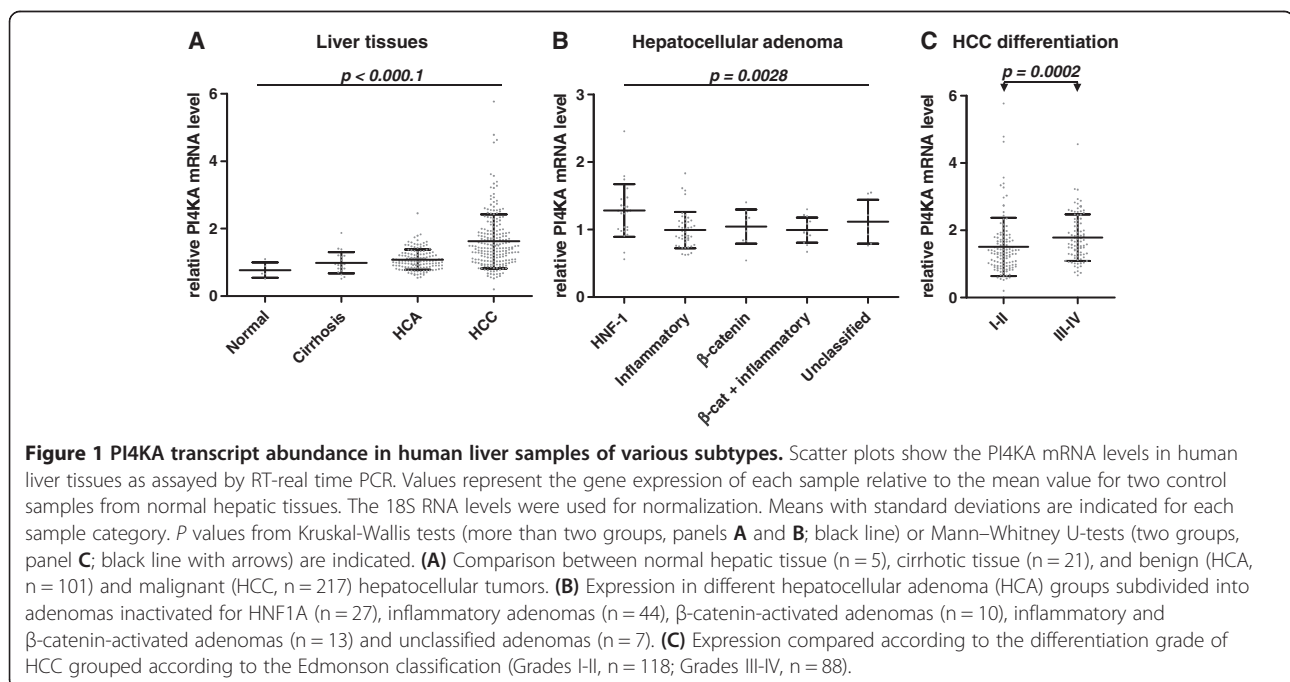 A Liver tissues
p < 0.000.1
relative PI4KA mRNA level
6
4
2
0
Normal
Cirrhosis
HCA
HCC
B Hepatocellular adenoma
p = 0.0028
relative PI4KA mRNA level
3
2
1
0
HNF-1
Inflammatory
β-catenin
β-cat + inflammatory
Unclassified
C HCC differentiation
p = 0.0002
relative PI4KA mRNA level
6
4
2
0
I-II
III-IV
Figure 1 PI4KA transcript abundance in human liver samples of various subtypes. Scatter plots show the PI4KA mRNA levels in human
liver tissues as assayed by RT-real time PCR. Values represent the gene expression of each sample relative to the mean value for two control
samples from normal hepatic tissues. The 18S RNA levels were used for normalization. Means with standard deviations are indicated for each
sample category. P values from Kruskal-Wallis tests (more than two groups, panels A and B; black line) or Mann–Whitney U-tests (two groups,
panel C; black line with arrows) are indicated. (A) Comparison between normal hepatic tissue (n = 5), cirrhotic tissue (n = 21), and benign (HCA,
n = 101) and malignant (HCC, n = 217) hepatocellular tumors. (B) Expression in different hepatocellular adenoma (HCA) groups subdivided into
adenomas inactivated for HNF1A (n = 27), inflammatory adenomas (n = 44), β-catenin-activated adenomas (n = 10), inflammatory and
β-catenin-activated adenomas (n = 13) and unclassified adenomas (n = 7). (C) Expression compared according to the differentiation grade of
HCC grouped according to the Edmonson classification (Grades I-II, n = 118; Grades III-IV, n = 88).